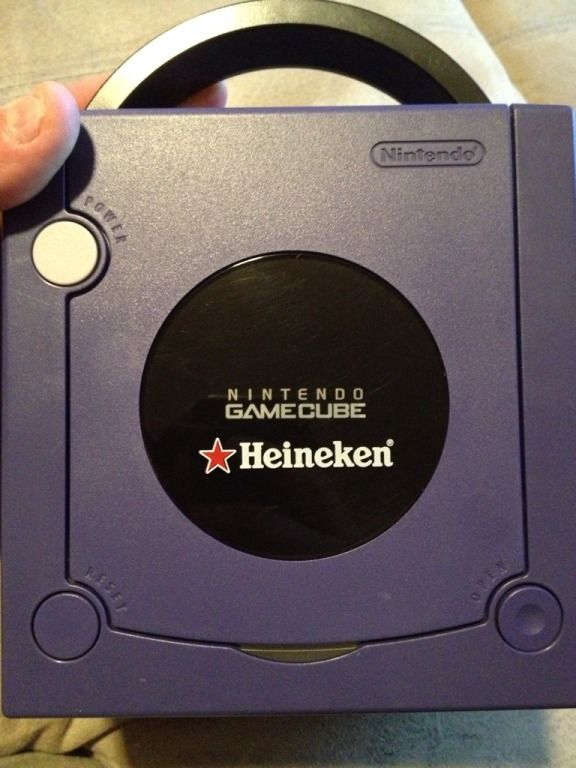 Nintendo®
POWER
NINTENDO
GAMECUBE
Heineken®
RESET
OPEN